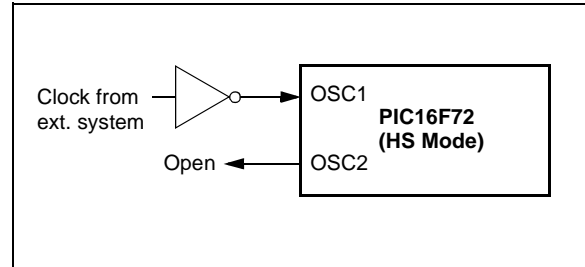 Clock from
ext. system
OSC1
PIC16F72
(HS Mode)
Open
OSC2